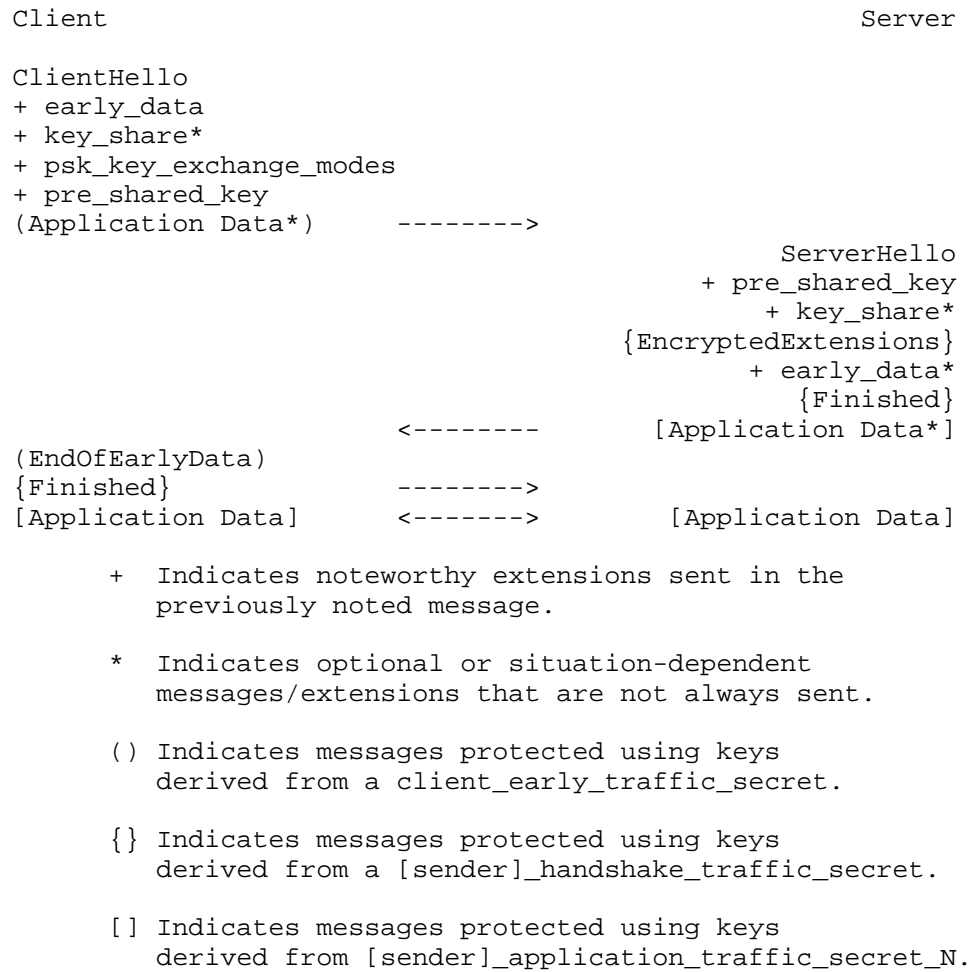 Client                                               Server

ClientHello
+ early_data
+ key_share*
+ psk_key_exchange_modes
+ pre_shared_key
(Application Data*)     -------->
                                                ServerHello
                                           + pre_shared_key
                                               + key_share*
                                      {EncryptedExtensions}
                                              + early_data*
                                                 {Finished}
                        <--------       [Application Data*]
(EndOfEarlyData)
{Finished}              -------->
[Application Data]      <------->        [Application Data]

      +  Indicates noteworthy extensions sent in the
         previously noted message.

      *  Indicates optional or situation-dependent
         messages/extensions that are not always sent.

      () Indicates messages protected using keys
         derived from a client_early_traffic_secret.

      {} Indicates messages protected using keys
         derived from a [sender]_handshake_traffic_secret.

      [] Indicates messages protected using keys
         derived from [sender]_application_traffic_secret_N.